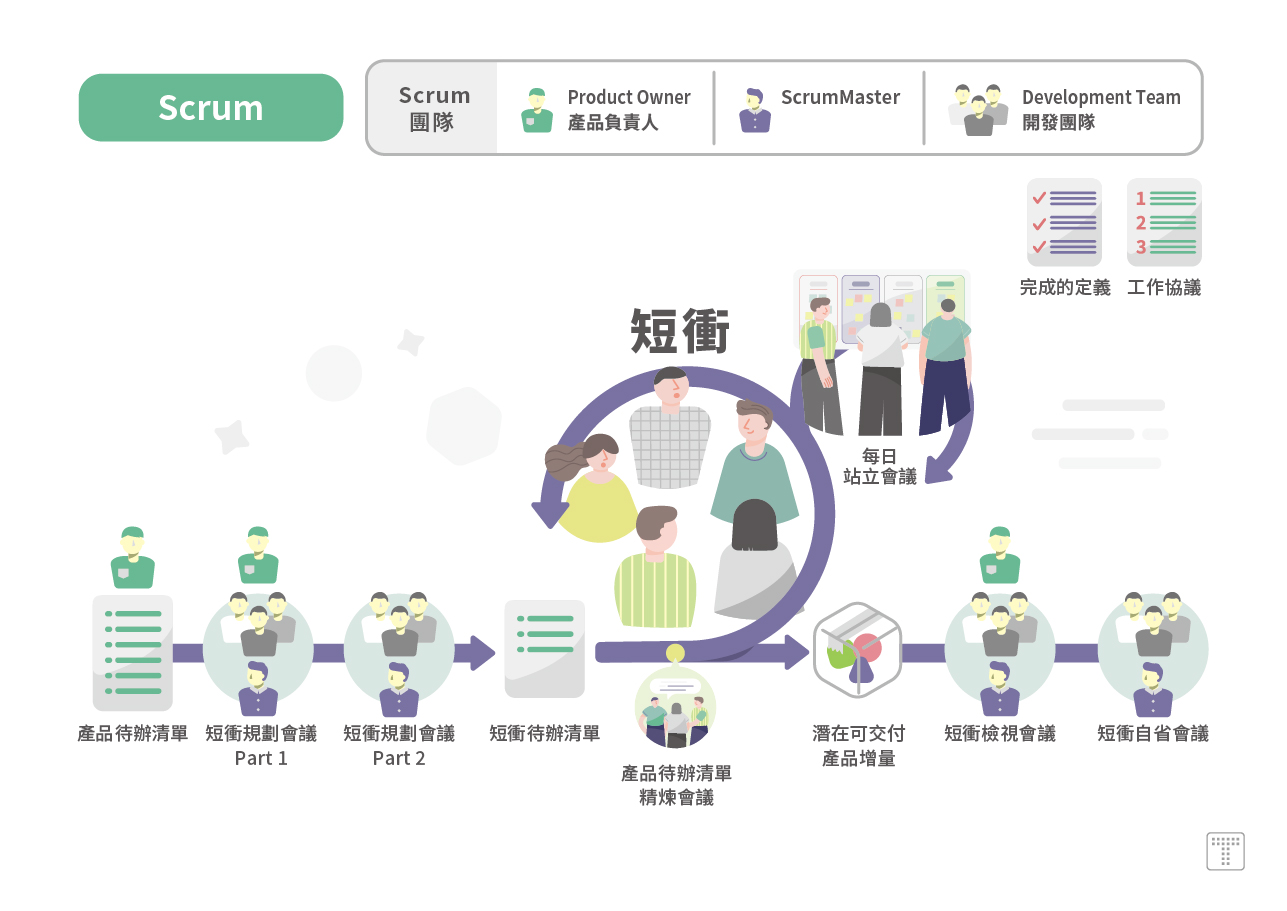 Scrum
Scrum
團隊
Product Owner
產品負責人
ScrumMaster
Development Team
開發團隊
1
2
3
完成的定義
工作協議
短衝
每日
站立會議
產品待辦清單
短衝規劃會議
Part 1
短衝規劃會議
Part 2
短衝待辦清單
產品待辦清單
精煉會議
潛在可交付
產品增量
短衝檢視會議
短衝自省會議
T